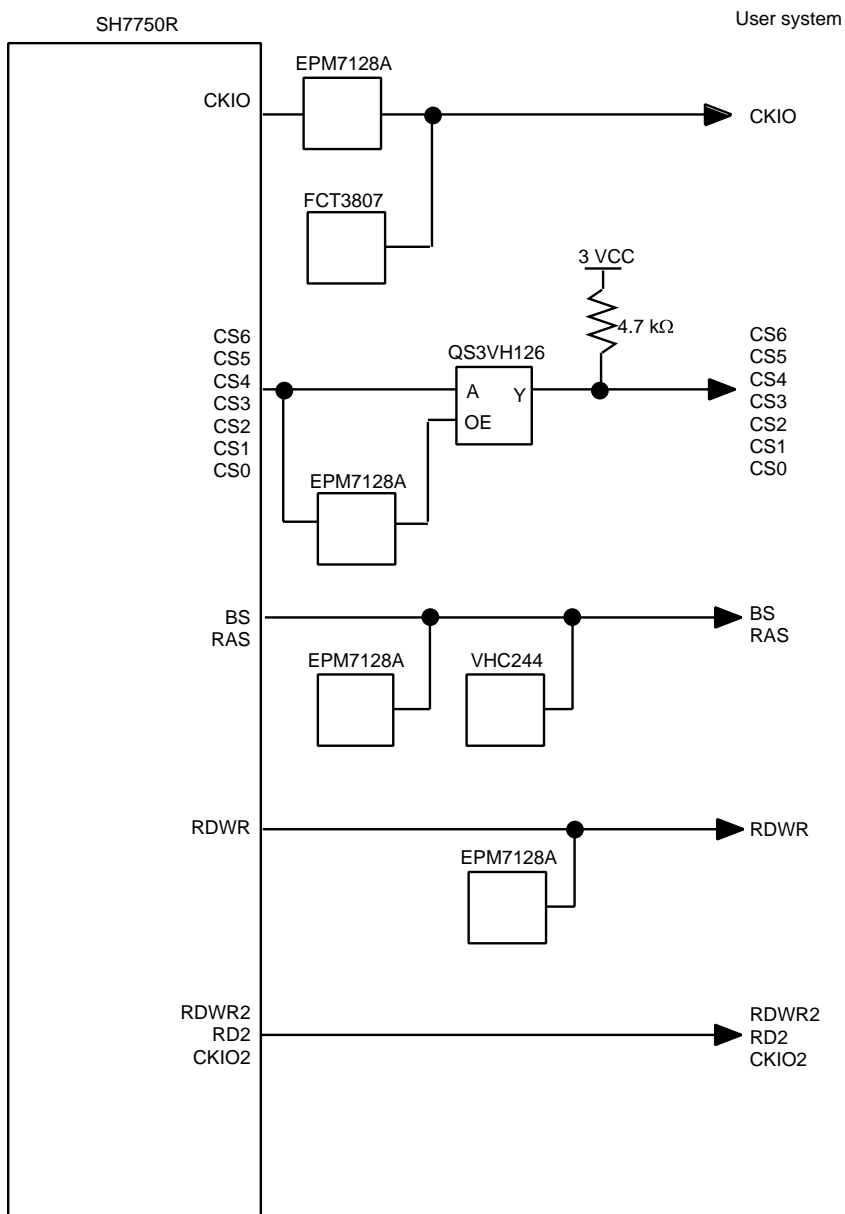 SH7750R
User system
EPM7128A
CKIO
CKIO
FCT3807
3 VCC
4.7 kΩ
CS6
CS5
CS4
CS3
CS2
CS1
CS0
QS3VH126
A
Y
OE
CS6
CS5
CS4
CS3
CS2
CS1
CS0
EPM7128A
BS
RAS
BS
RAS
EPM7128A
VHC244
RDWR
RDWR
EPM7128A
RDWR2
RD2
CKIO2
RDWR2
RD2
CKIO2